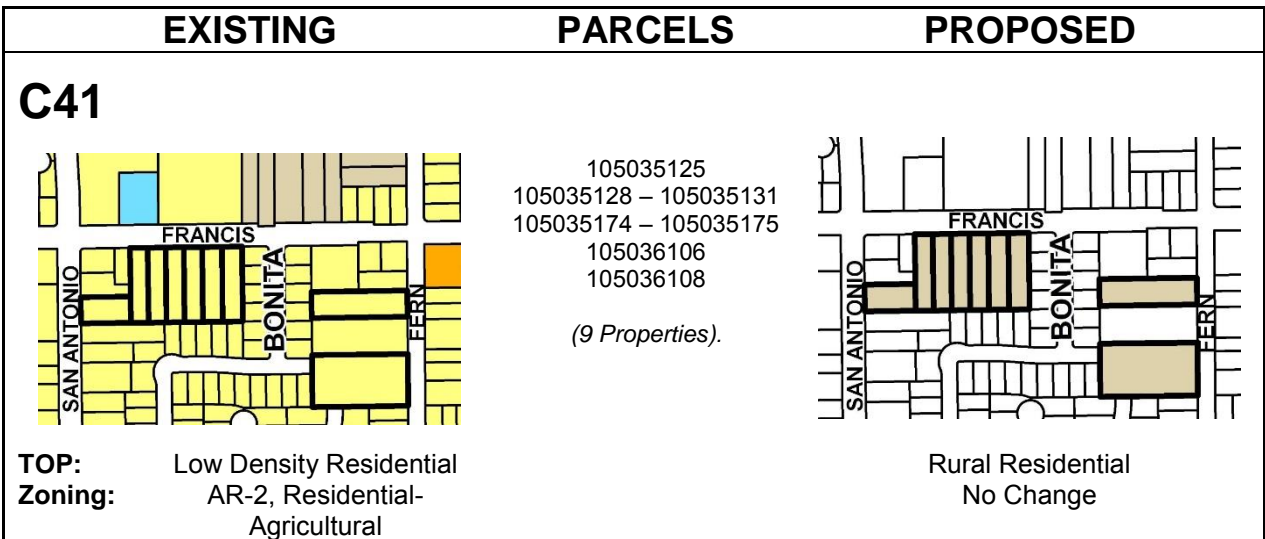 EXISTING PARCELS PROPOSED
C41
FRANCIS
BONITA
SAN ANTONIO
FERN
105035125
105035128 – 105035131
105035174 – 105035175
105036106
105036108
(9 Properties).
FRANCIS
BONITA
SAN ANTONIO
FERN
TOP: Low Density Residential Rural Residential
Zoning: AR-2, Residential- No Change
Agricultural